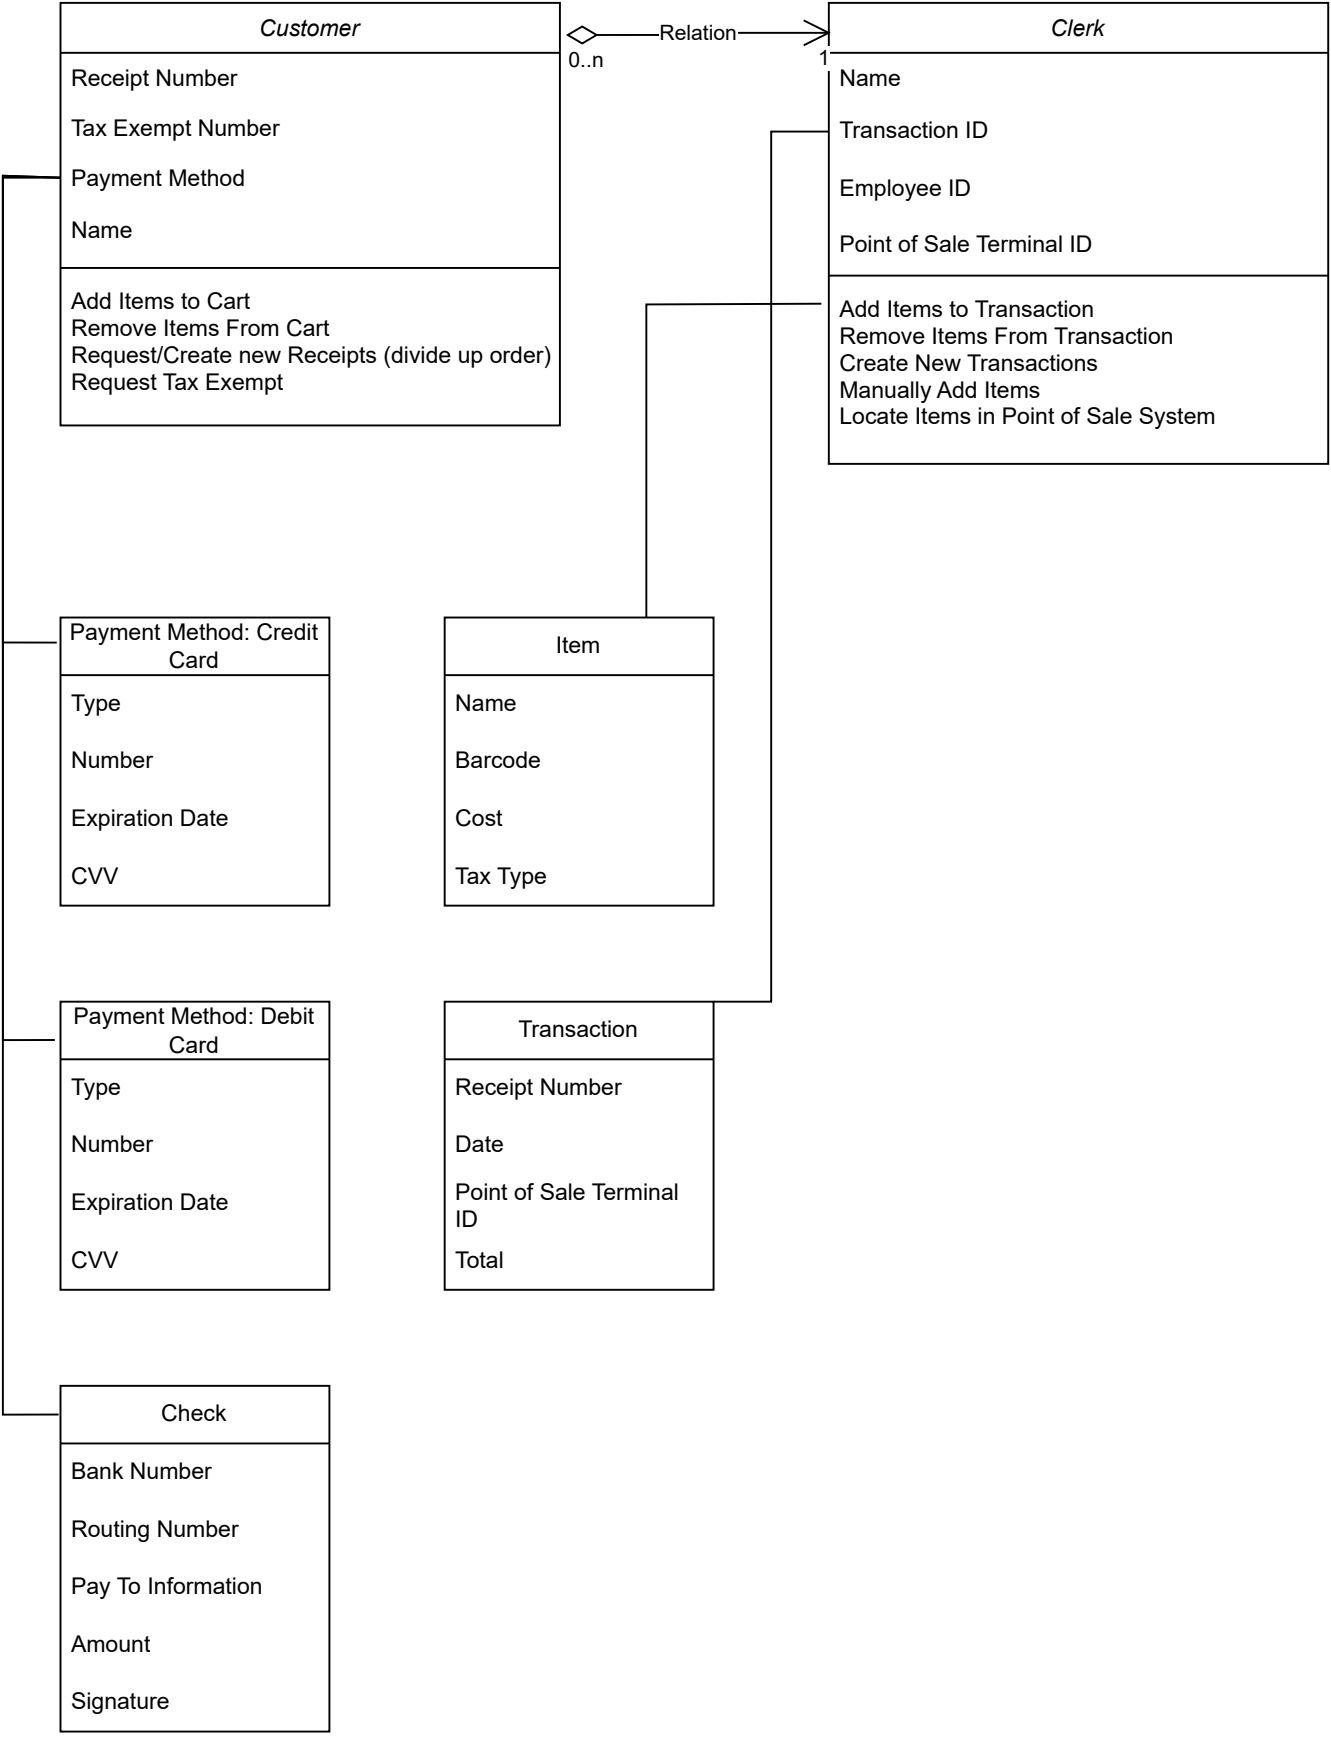 Customer
Receipt Number
Tax Exempt Number
Payment Method
Name
Add Items to Cart
Remove Items From Cart
Request/Create new Receipts (divide up order)
Request Tax Exempt
Relation
0..n
1
Clerk
Name
Transaction ID
Employee ID
Point of Sale Terminal ID
Add Items to Transaction
Remove Items From Transaction
Create New Transactions
Manually Add Items
Locate Items in Point of Sale System
Payment Method: Credit
Card
Type
Number
Expiration Date
CVV
Item
Name
Barcode
Cost
Tax Type
Payment Method: Debit
Card
Type
Number
Expiration Date
CVV
Transaction
Receipt Number
Date
Point of Sale Terminal
ID
Total
Check
Bank Number
Routing Number
Pay To Information
Amount
Signature